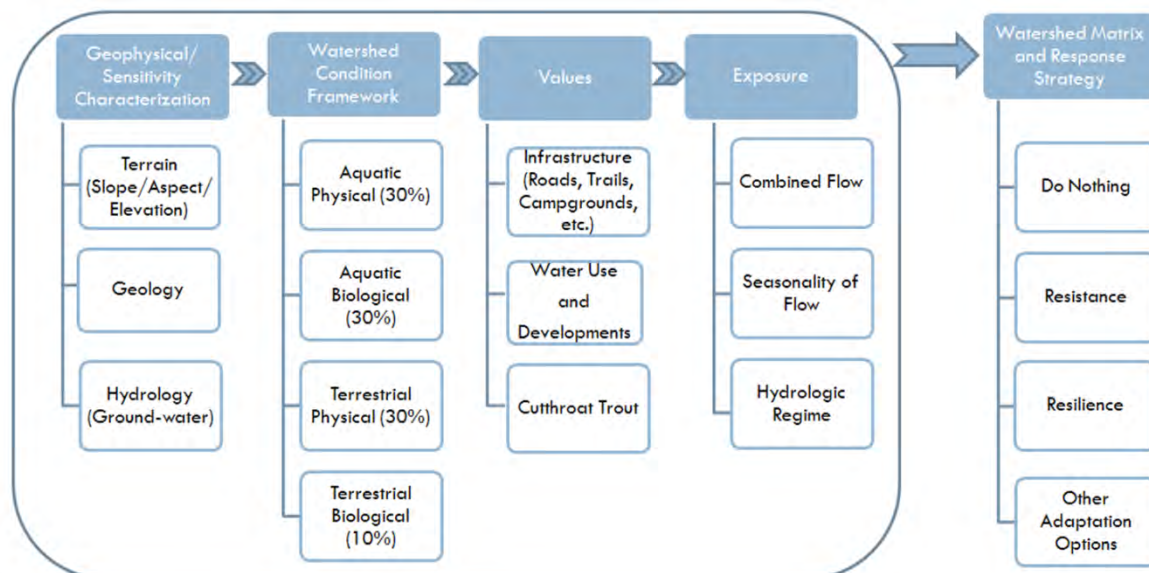 Geophysical/
Sensitivity
Characterization
Terrain
(Slope/Aspect/
Elevation)
Geology
Hydrology
(Ground-water)
Watershed
Condition
Framework
Aquatic
Physical (30%)
Aquatic
Biological
(30%)
Terrestrial
Physical (30%)
Terrestrial
Biological
(10%)
Values
Infrastructure
(Roads, Trails,
Campgrounds,
etc.)
Water Use
and
Developments
Cutthroat Trout
Exposure
Combined Flow
Seasonality of
Flow
Hydrologic
Regime
Watershed Matrix
and Response
Strategy
Do Nothing
Resistance
Resilience
Other
Adaptation
Options